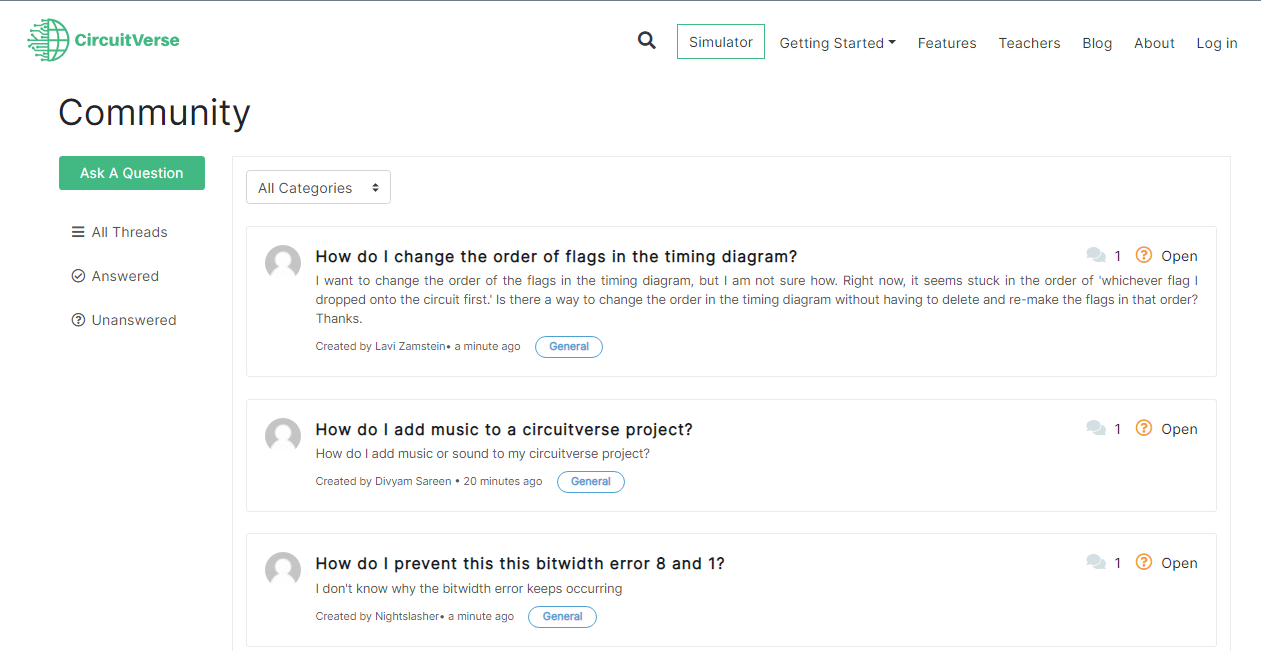 CircuitVerse
Simulator
Getting Started
Features
Teachers
Blog
About
Log in
Community
Ask A Question
All Threads
Answered
Unanswered
All Categories
How do I change the order of flags in the timing diagram?
1
Open
I want to change the order of the flags in the timing diagram, but I am not sure how. Right now, it seems stuck in the order of 'whichever flag I
dropped onto the circuit first.' Is there a way to change the order in the timing diagram without having to delete and re-make the flags in that order?
Thanks.
Created by Lavi Zamstein• a minute ago
General
How do I add music to a circuitverse project?
1
Open
How do I add music or sound to my circuitverse project?
Created by Divyam Sareen • 20 minutes ago
General
How do I prevent this this bitwidth error 8 and 1?
1
Open
I don't know why the bitwidth error keeps occurring
Created by Nightslasher• a minute ago
General